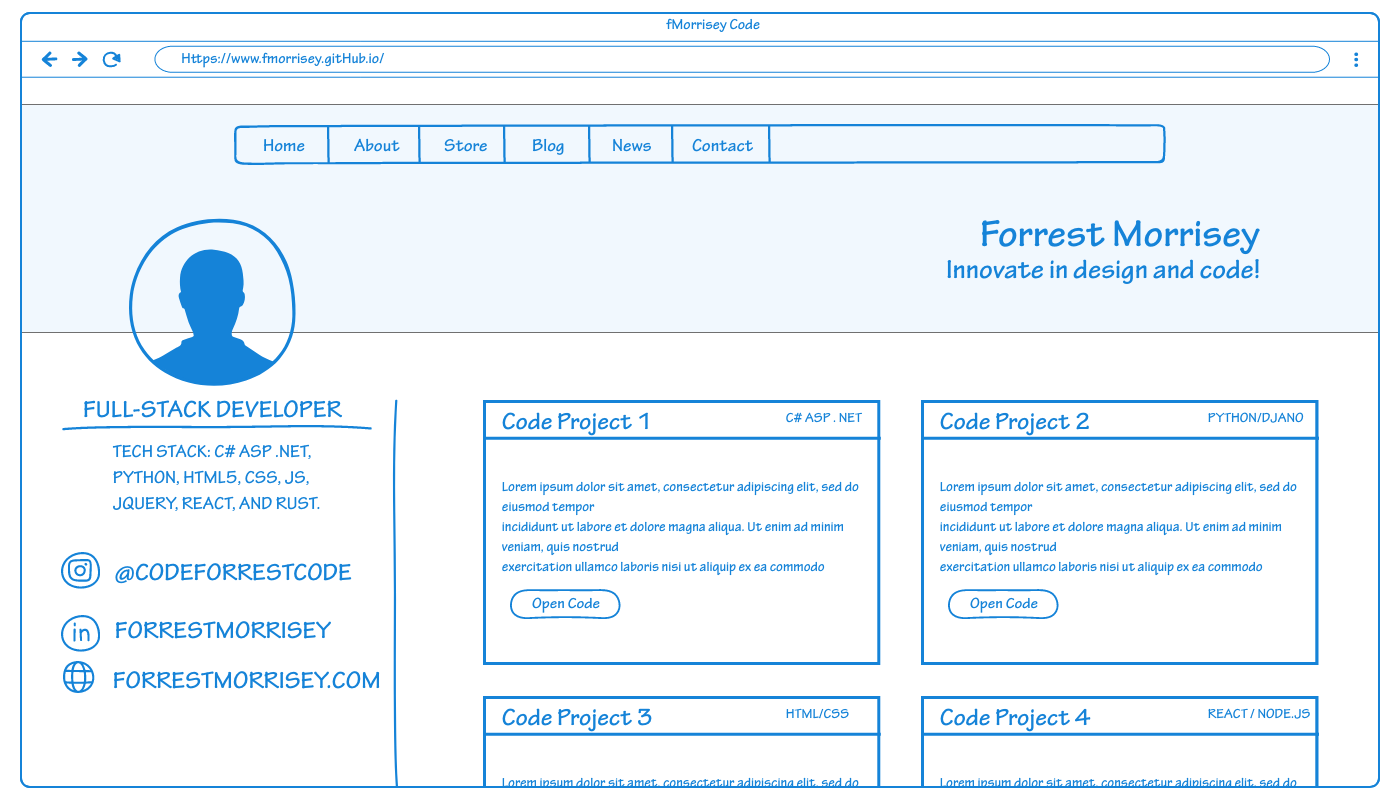 fMorrisey Code
Https://www.fmorrisey.gitHub.io/
Home About Store Blog News Contact
Forrest Morrisey
Innovate in design and code!
FULL-STACK DEVELOPER
TECH STACK: C# ASP .NET,
PYTHON, HTML5, CSS, JS,
JQUERY, REACT, AND RUST.
@CODEFORRESTCODE
in FORRESTMORRISEY
FORRESTMORRISEY.COM
Code Project 1 C# ASP . NET
Lorem ipsum dolor sit amet, consectetur adipiscing elit, sed do
eiusmod tempor
incididunt ut labore et dolore magna aliqua. Ut enim ad minim
veniam, quis nostrud
exercitation ullamco laboris nisi ut aliquip ex ea commodo
Open Code
Code Project 2 PYTHON/DJANO
Lorem ipsum dolor sit amet, consectetur adipiscing elit, sed do
eiusmod tempor
incididunt ut labore et dolore magna aliqua. Ut enim ad minim
veniam, quis nostrud
exercitation ullamco laboris nisi ut aliquip ex ea commodo
Open Code
Code Project 3 HTML/CSS
Lorem ipsum dolor sit amet, consectetur adipiscing elit, sed do
Code Project 4 REACT / NODE.JS
Lorem ipsum dolor sit amet, consectetur adipiscing elit, sed do